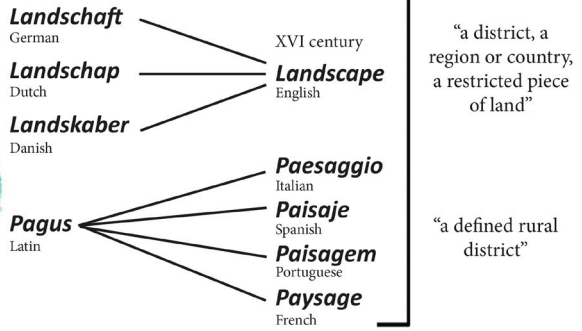 Landschaft
German
Landschap
Dutch
Landskaber
Danish
Pagus
Latin
XVI century
Landscape
English
Paesaggio
Italian
Paisaje
Spanish
Paisagem
Portuguese
Paysage
French
“a district, a
region or country,
a restricted piece
of land”
“a defined rural
district”